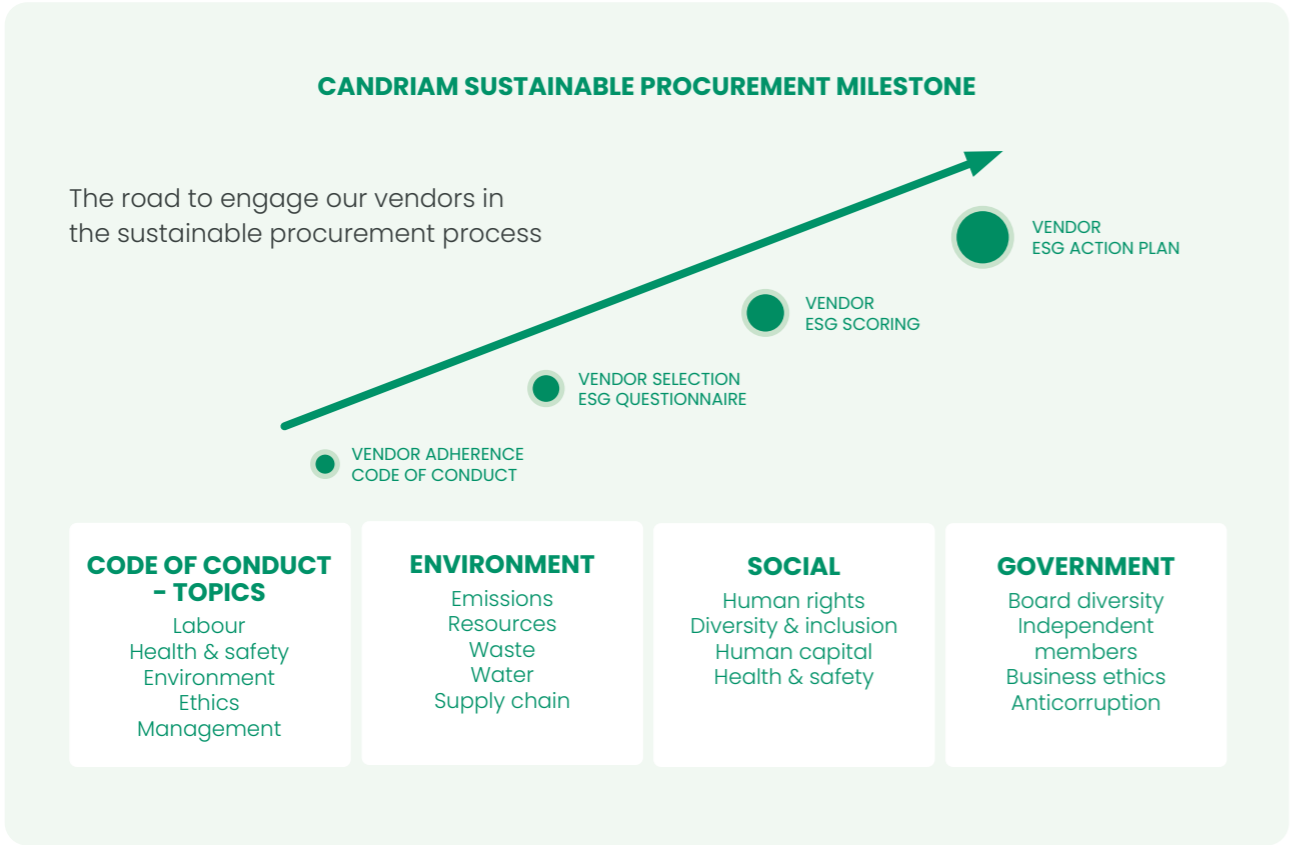 CANDRIAM SUSTAINABLE PROCUREMENT MILESTONE
The road to engage our vendors in
the sustainable procurement process
VENDOR
ESG ACTION PLAN
VENDOR
ESG SCORING
VENDOR SELECTION
ESG QUESTIONNAIRE
VENDOR ADHERENCE
CODE OF CONDUCT
CODE OF CONDUCT
- TOPICS
Labour
Health & safety
Environment
Ethics
Management
ENVIRONMENT
Emissions
Resources
Waste
Water
Supply chain
SOCIAL
Human rights
Diversity & inclusion
Human capital
Health & safety
GOVERNMENT
Board diversity
Independent
members
Business ethics
Anticorruption